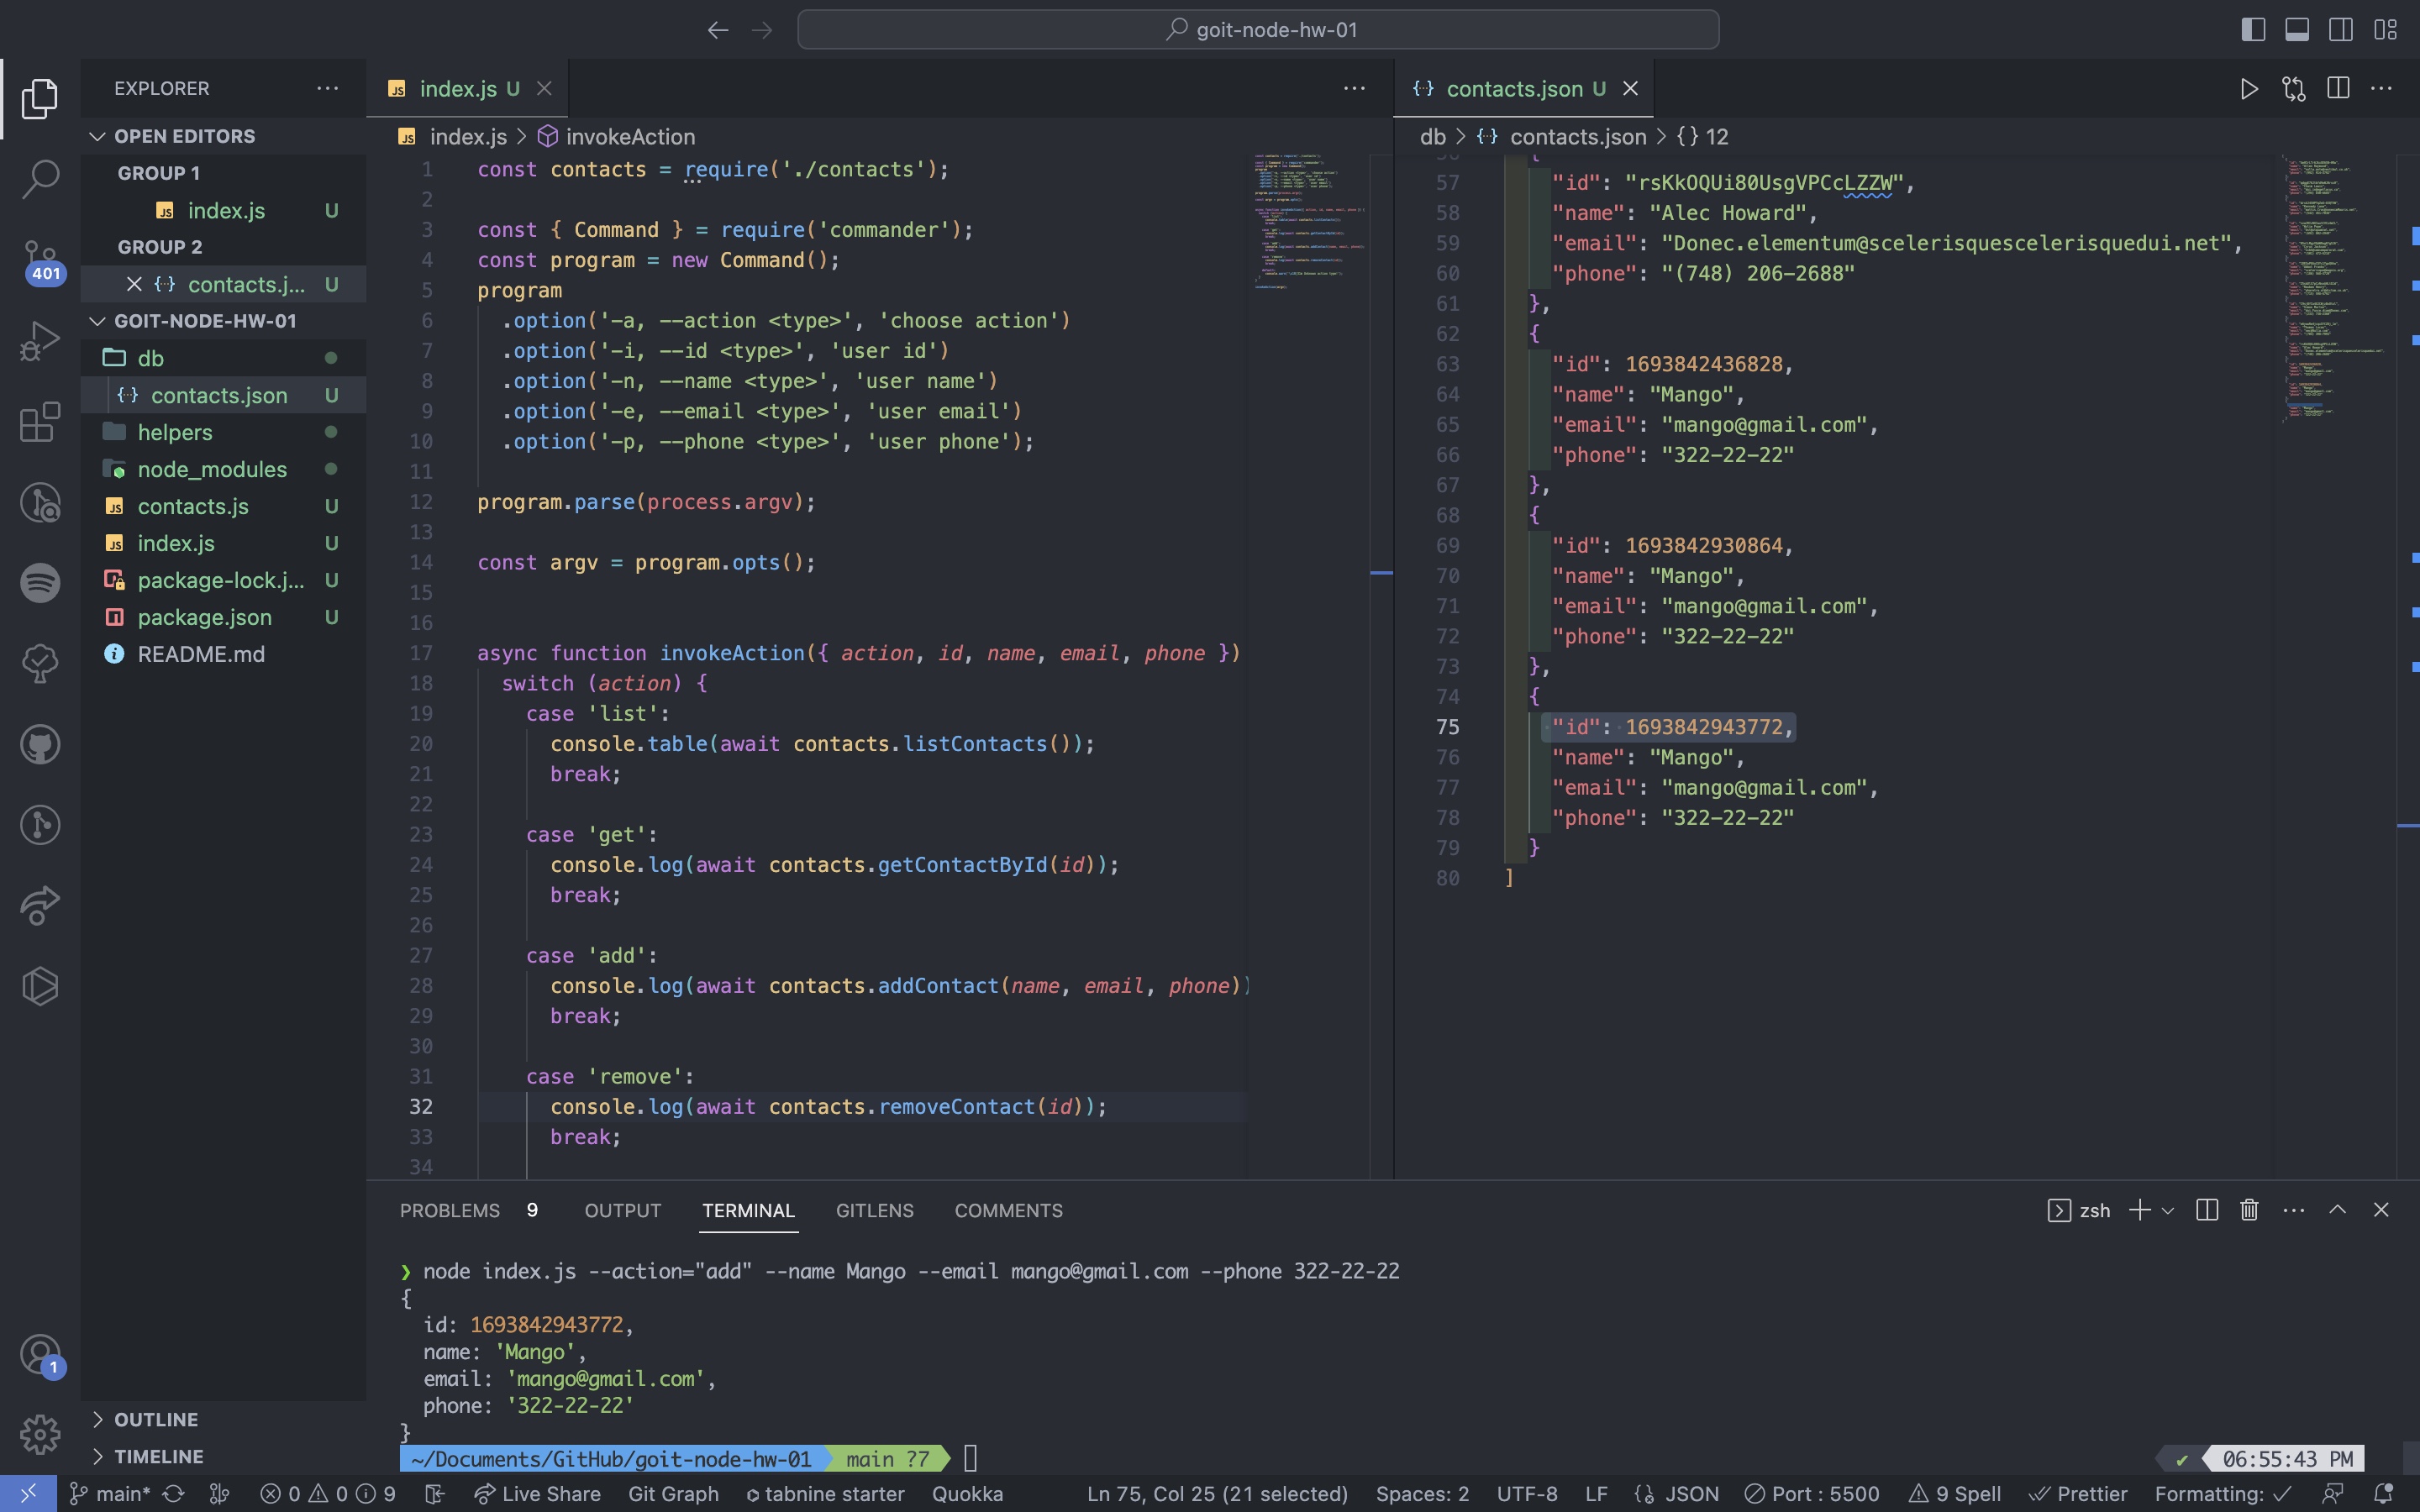 goit-node-hw-01
EXPLORER
OPEN EDITORS
GROUP 1
index.js U
GROUP 2
contacts.j... U
GOIT-NODE-HW-01
db
contacts.json U
helpers
node_modules
contacts.js U
index.js U
package-lock.j... U
package.json U
README.md
OUTLINE
TIMELINE
401
1
index.js U
index.js > invokeAction
1 const contacts = require('./contacts');
2
3 const { Command } = require('commander');
4 const program = new Command();
5 program
6 .option('-a, --action <type>', 'choose action')
7 .option('-i, --id <type>', 'user id')
8 .option('-n, --name <type>', 'user name')
9 .option('-e, --email <type>', 'user email')
10 .option('-p, --phone <type>', 'user phone');
11
12 program.parse(process.argv);
13
14 const argv = program.opts();
15
16
17 async function invokeAction({ action, id, name, email, phone })
18 switch (action) {
19 case 'list':
20 console.table(await contacts.listContacts());
21 break;
22
23 case 'get':
24 console.log(await contacts.getContactById(id));
25 break;
26
27 case 'add':
28 console.log(await contacts.addContact(name, email, phone))
29 break;
30
31 case 'remove':
32 console.log(await contacts.removeContact(id));
33 break;
34
contacts.json U
db > contacts.json > {} 12
57 "id": "rsKkOQUi80UsgVPCcLZZW",
58 "name": "Alec Howard",
59 "email": "Donec.elementum@scelerisquescelerisquedui.net",
60 "phone": "(748) 206-2688"
61 },
62 {
63 "id": 1693842436828,
64 "name": "Mango",
65 "email": "mango@gmail.com",
66 "phone": "322-22-22"
67 },
68 {
69 "id": 1693842930864,
70 "name": "Mango",
71 "email": "mango@gmail.com",
72 "phone": "322-22-22"
73 },
74 {
75 "id": 1693842943772,
76 "name": "Mango",
77 "email": "mango@gmail.com",
78 "phone": "322-22-22"
79 }
80 ]
PROBLEMS 9 OUTPUT TERMINAL GITLENS COMMENTS
zsh
❯ node index.js --action="add" --name Mango --email mango@gmail.com --phone 322-22-22
{
id: 1693842943772,
name: 'Mango',
email: 'mango@gmail.com',
phone: '322-22-22'
}
~/Documents/GitHub/goit-node-hw-01 main ?7
✔ 06:55:43 PM
main* 0 0 9 Live Share Git Graph tabnine starter Quokka Ln 75, Col 25 (21 selected) Spaces: 2 UTF-8 LF JSON Port : 5500 9 Spell Prettier Formatting: ✓